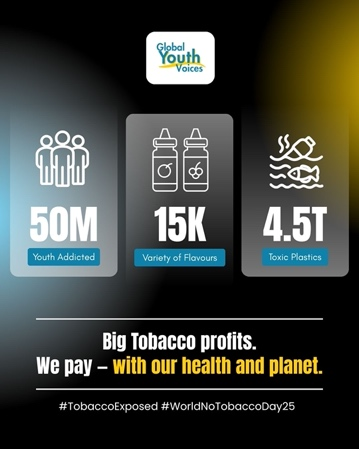 Global
Youth
Voices
50M
Youth Addicted
15K
Variety of Flavours
4.5T
Toxic Plastics
Big Tobacco profits.
We pay – with our health and planet.
#TobaccoExposed #WorldNoTobaccoDay25